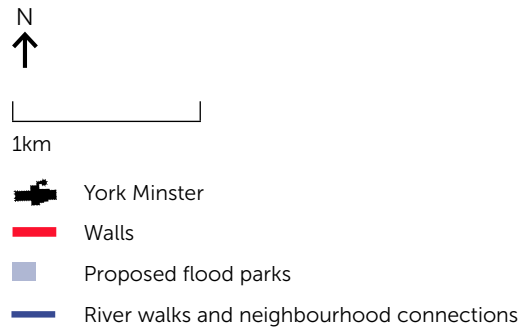 N
1km
York Minster
Walls
Proposed flood parks
River walks and neighbourhood connections